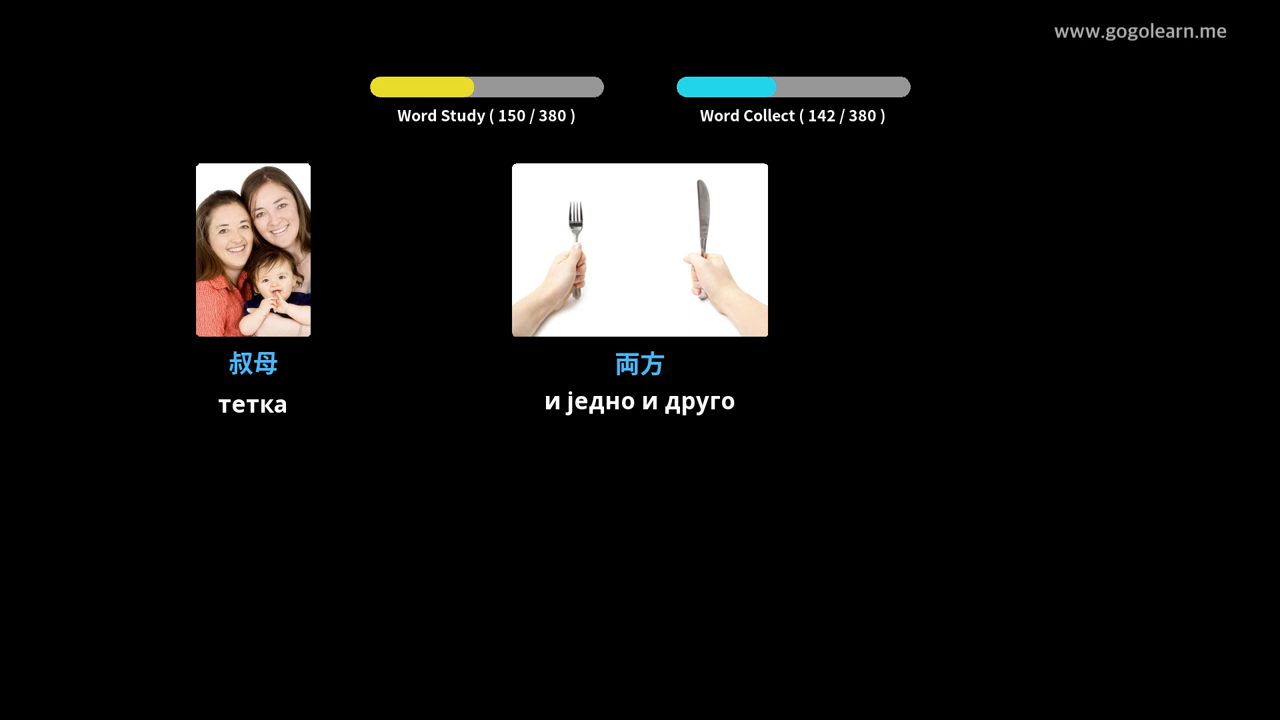 www.gogolearn.me
Word Study ( 150 / 380 )
Word Collect ( 142 / 380 )
叔母
тетка
両方
и једно и друго